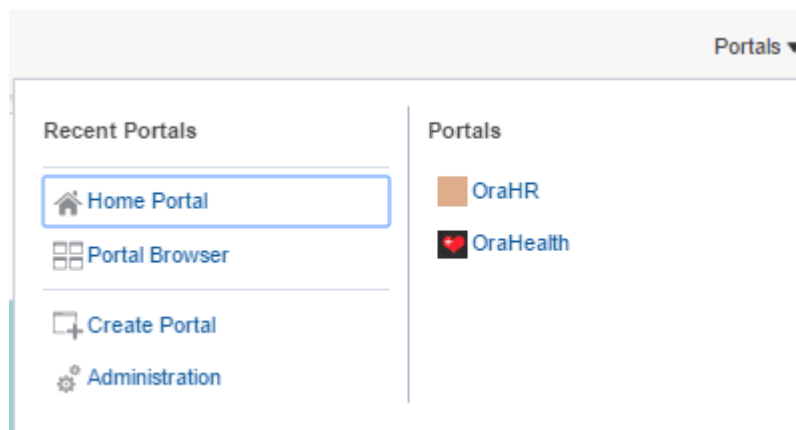 Portals
Recent Portals
Home Portal
Portal Browser
Create Portal
Administration
Portals
OraHR
OraHealth